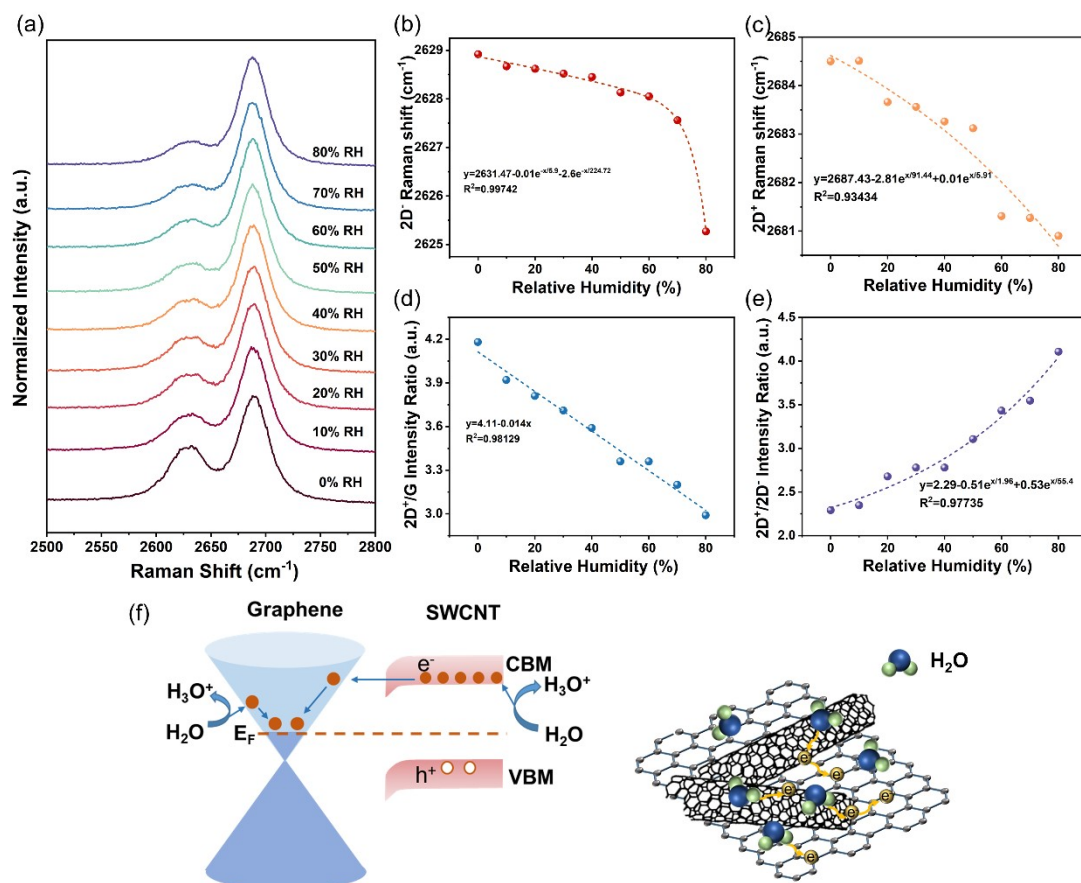 (a)
Normalized Intensity (a.u.)
80% RH
70% RH
60% RH
50% RH
40% RH
30% RH
20% RH
10% RH
0% RH
2500 2550 2600 2650 2700 2750 2800
Raman Shift (cm⁻¹)
(b)
2D⁻ Raman shift (cm⁻¹)
2629
2628
2627
2626
2625
y=2631.47-0.01e^-x/5.9-2.6e^-x/224.72
R²=0.99742
0 20 40 60 80
Relative Humidity (%)
(c)
2D⁺ Raman shift (cm⁻¹)
2685
2684
2683
2682
2681
y=2687.43-2.81e^x/91.44+0.01e^x/5.91
R²=0.93434
0 20 40 60 80
Relative Humidity (%)
(d)
2D⁺/G Intensity Ratio (a.u.)
4.2
3.9
3.6
3.3
3.0
y=4.11-0.014x
R²=0.98129
0 20 40 60 80
Relative Humidity (%)
(e)
2D⁺/2D⁻ Intensity Ratio (a.u.)
4.5
4.0
3.5
3.0
2.5
2.0
y=2.29-0.51e^x/1.96+0.53e^x/55.4
R²=0.97735
0 20 40 60 80
Relative Humidity (%)
(f)
Graphene
SWCNT
e⁻
CBM
H₃O⁺
H₂O
E_F
H₃O⁺
H₂O
h⁺
VBM
H₂O
e
e
e
e
e
e